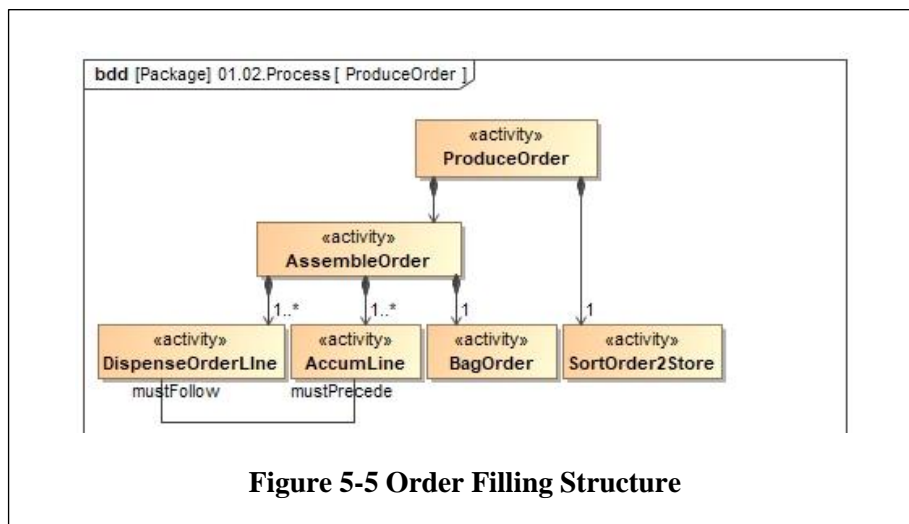 bdd [Package] 01.02.Process [ ProduceOrder ]
«activity»
ProduceOrder
«activity»
AssembleOrder
1..*
1..*
1
1
«activity»
DispenseOrderLIne
«activity»
AccumLine
«activity»
BagOrder
«activity»
SortOrder2Store
mustFollow
mustPrecede
Figure 5-5 Order Filling Structure